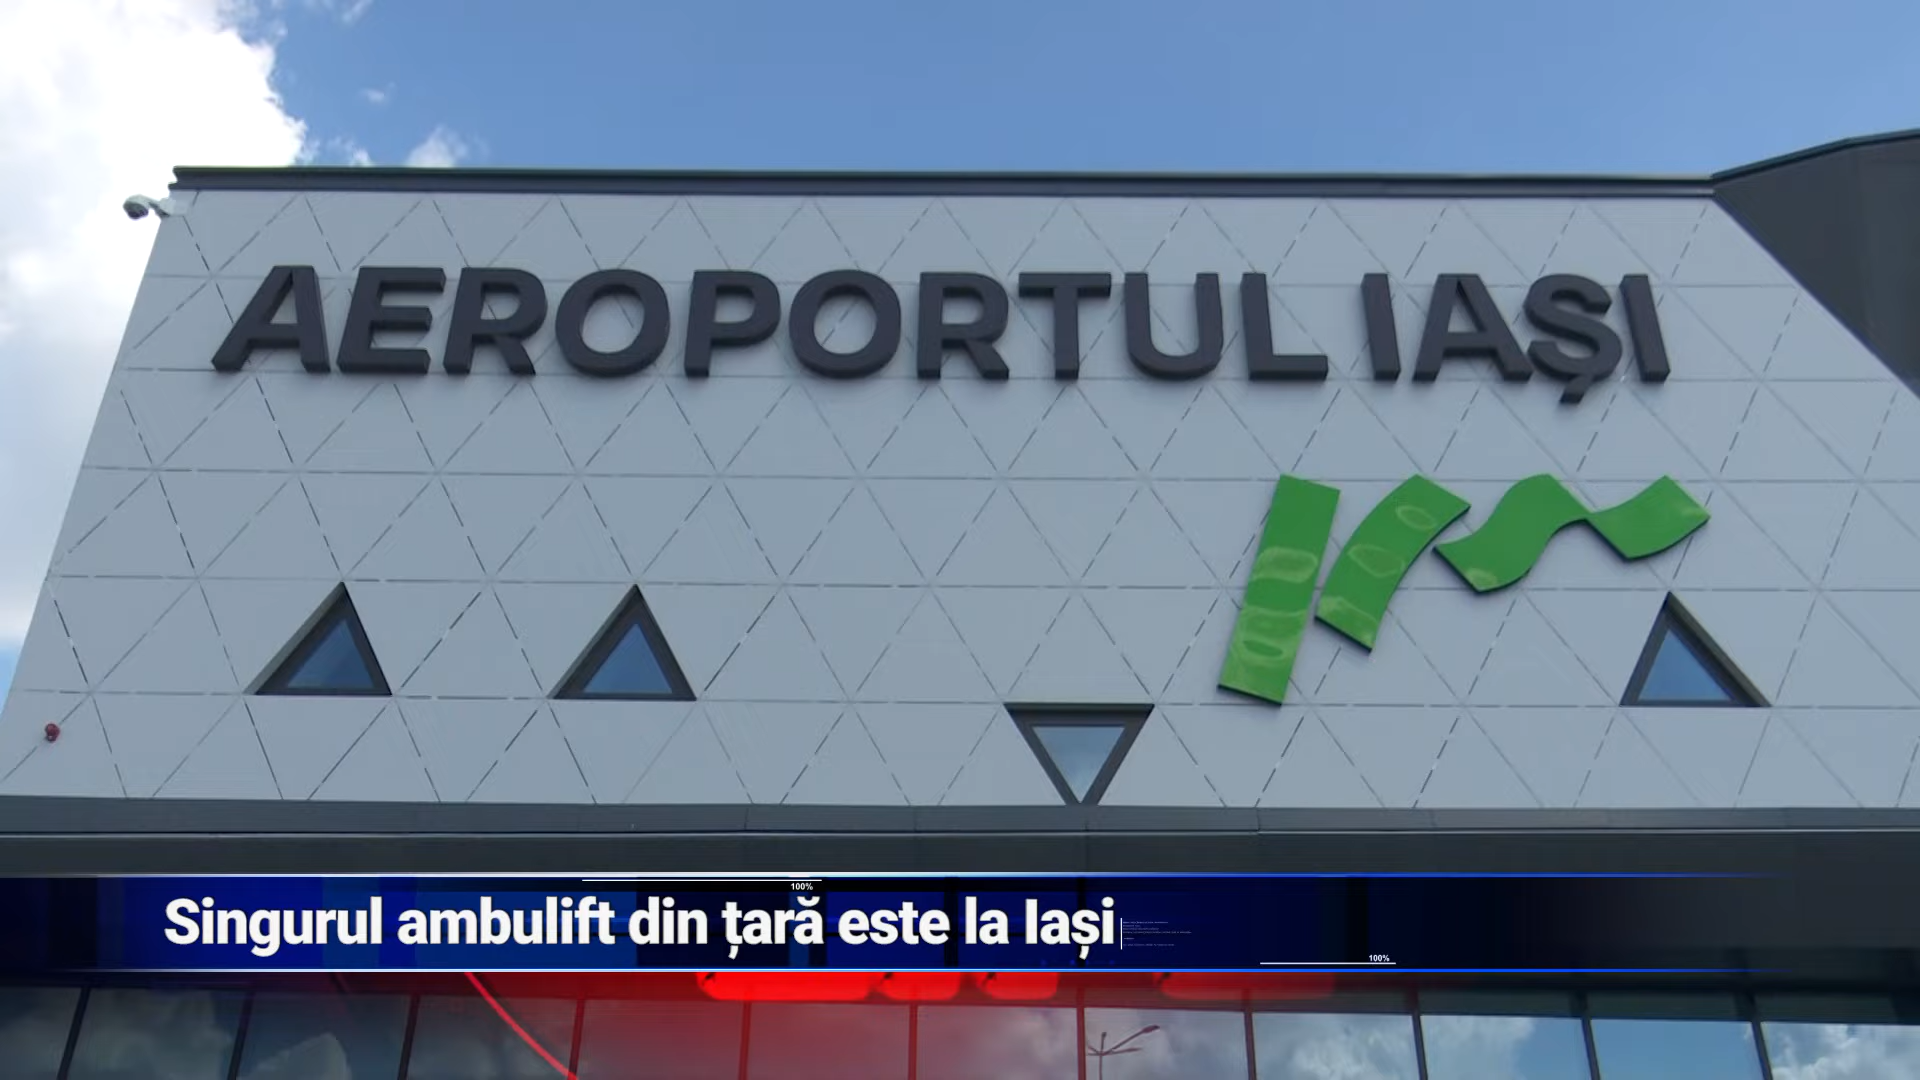 AEROPORTUL IAȘI
100%
Singurul ambulift din țară este la Iași
100%